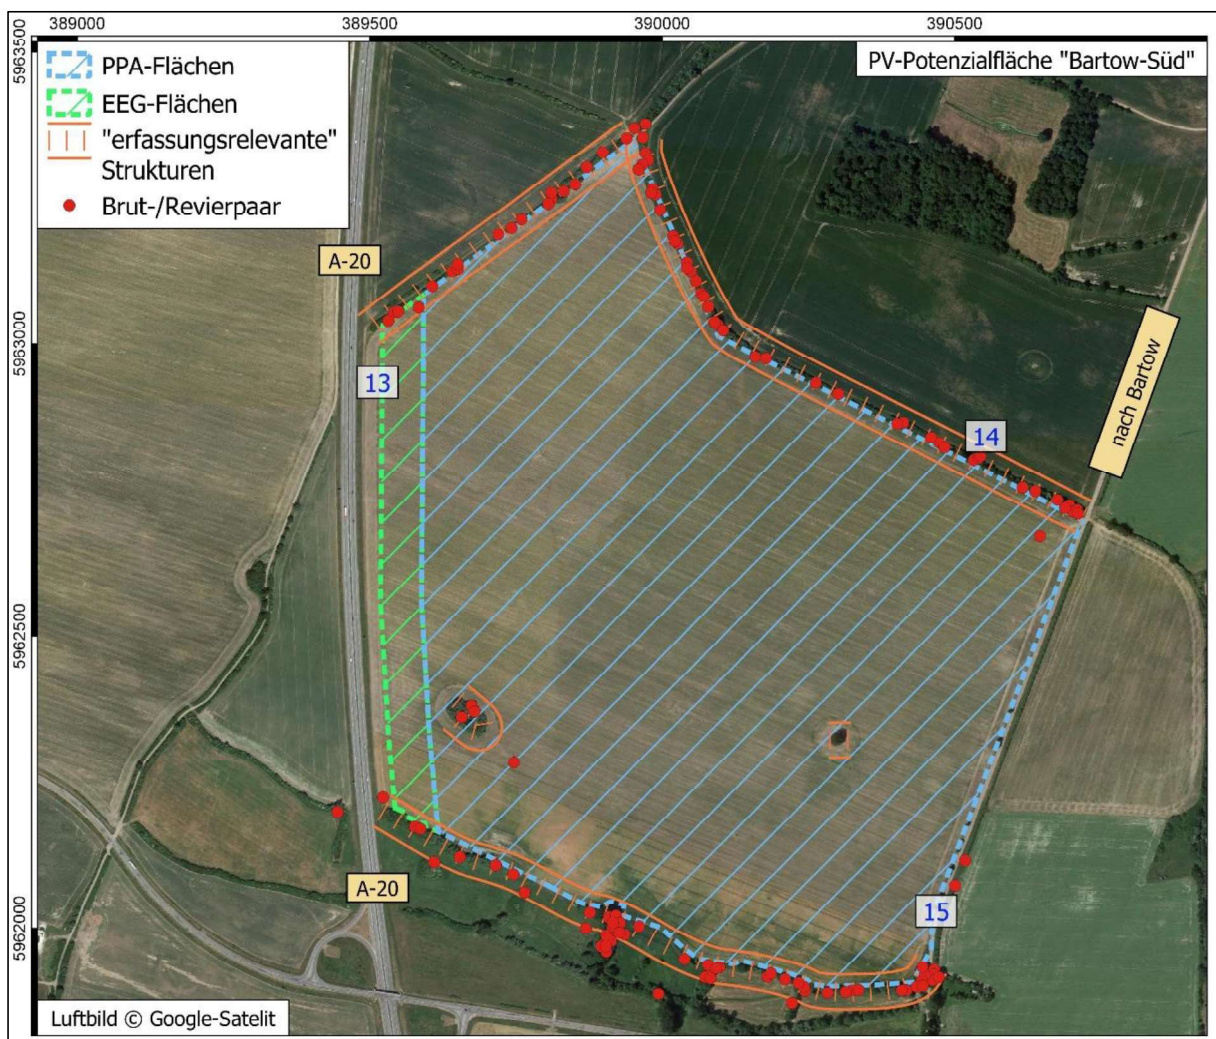 389000
389500
390000
390500
5963500
5963000
5962500
5962000
PPA-Flächen
EEG-Flächen
"erfassungsrelevante"
Strukturen
Brut-/Revierpaar
PV-Potenzialfläche "Bartow-Süd"
A-20
13
14
nach Bartow
A-20
15
Luftbild © Google-Satelit